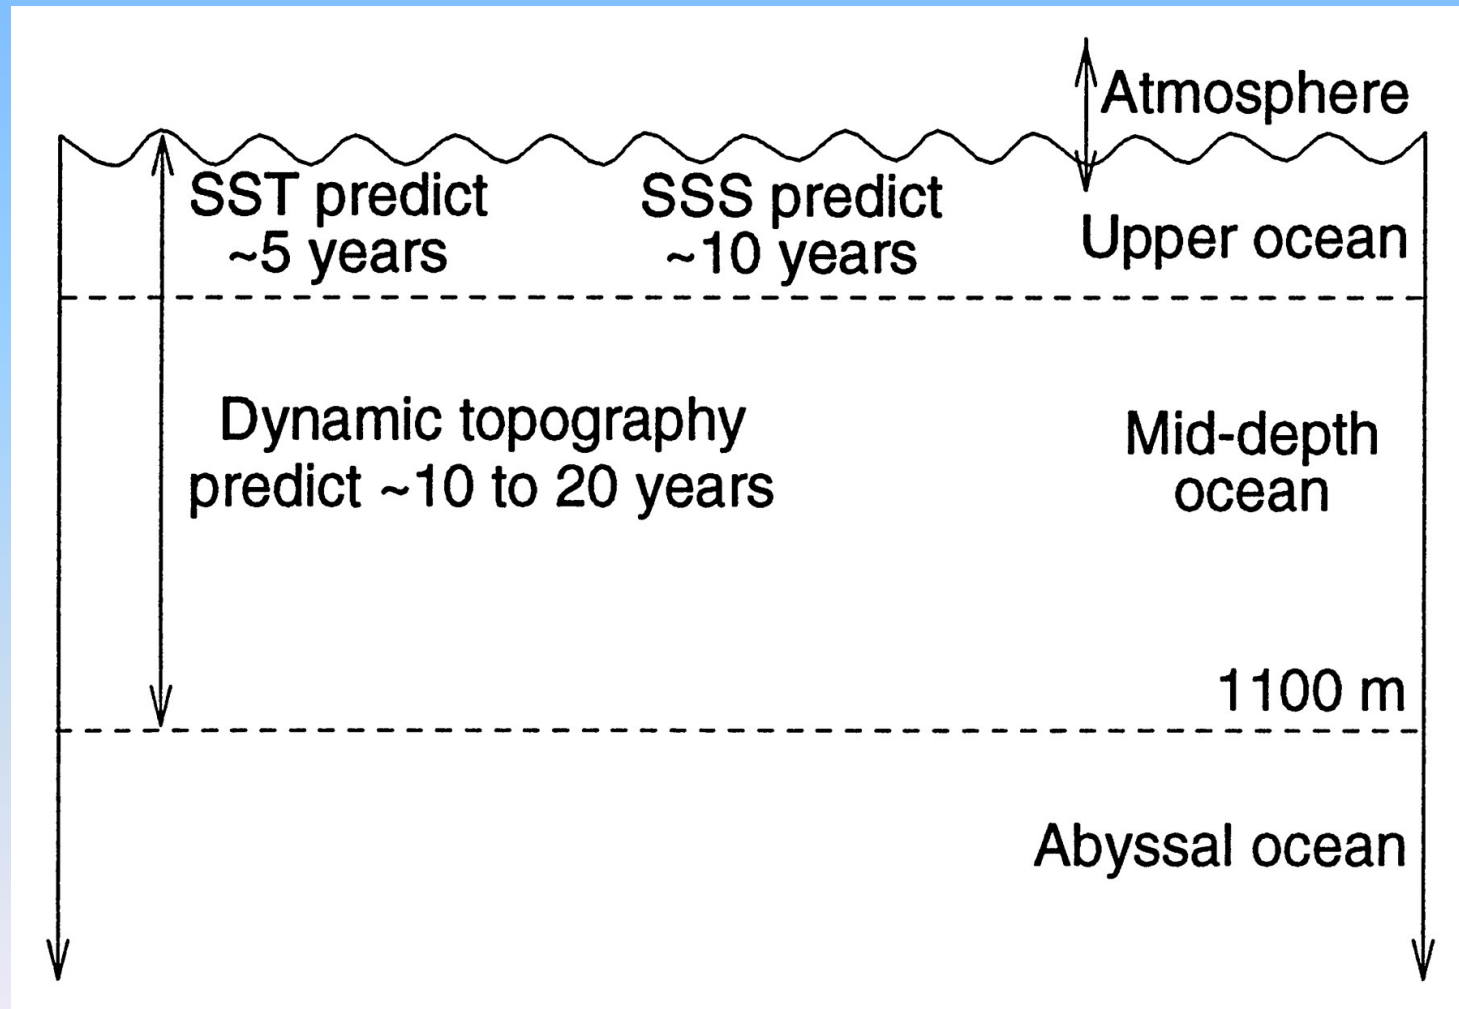 Atmosphere
SST predict
~5 years
SSS predict
~10 years
Upper ocean
Dynamic topography
predict ~10 to 20 years
Mid-depth
ocean
1100 m
Abyssal ocean